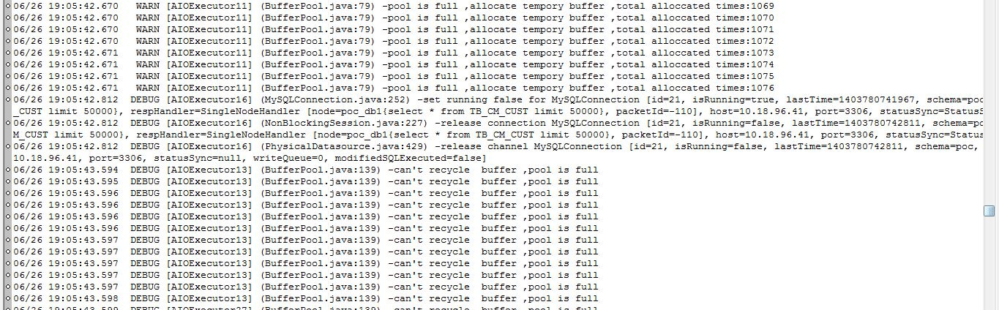 06/26 19:05:42.670 WARN [AIOExecutor11] (BufferPool.java:79) -pool is full ,allocate tempory buffer ,total alloccated times:1069
06/26 19:05:42.670 WARN [AIOExecutor11] (BufferPool.java:79) -pool is full ,allocate tempory buffer ,total alloccated times:1070
06/26 19:05:42.670 WARN [AIOExecutor11] (BufferPool.java:79) -pool is full ,allocate tempory buffer ,total alloccated times:1071
06/26 19:05:42.670 WARN [AIOExecutor11] (BufferPool.java:79) -pool is full ,allocate tempory buffer ,total alloccated times:1072
06/26 19:05:42.671 WARN [AIOExecutor11] (BufferPool.java:79) -pool is full ,allocate tempory buffer ,total alloccated times:1073
06/26 19:05:42.671 WARN [AIOExecutor11] (BufferPool.java:79) -pool is full ,allocate tempory buffer ,total alloccated times:1074
06/26 19:05:42.671 WARN [AIOExecutor11] (BufferPool.java:79) -pool is full ,allocate tempory buffer ,total alloccated times:1075
06/26 19:05:42.671 WARN [AIOExecutor11] (BufferPool.java:79) -pool is full ,allocate tempory buffer ,total alloccated times:1076
06/26 19:05:42.812 DEBUG [AIOExecutor16] (MySQLConnection.java:252) -set running false for MySQLConnection [id=21, isRunning=true, lastTime=1403780741967, schema=poc
_CUST limit 50000}, respHandler=SingleNodeHandler [node=poc_db1{select * from TB_CM_CUST limit 50000}, packetId=-110], host=10.18.96.41, port=3306, statusSync=StatusS
06/26 19:05:42.812 DEBUG [AIOExecutor16] (NonBlockingSession.java:227) -release connection MySQLConnection [id=21, isRunning=false, lastTime=1403780742811, schema=po
M_CUST limit 50000}, respHandler=SingleNodeHandler [node=poc_db1{select * from TB_CM_CUST limit 50000}, packetId=-110], host=10.18.96.41, port=3306, statusSync=Status
06/26 19:05:42.812 DEBUG [AIOExecutor16] (PhysicalDatasource.java:429) -release channel MySQLConnection [id=21, isRunning=false, lastTime=1403780742811, schema=poc,
10.18.96.41, port=3306, statusSync=null, writeQueue=0, modifiedSQLExecuted=false]
06/26 19:05:43.594 DEBUG [AIOExecutor13] (BufferPool.java:139) -can't recycle  buffer ,pool is full
06/26 19:05:43.595 DEBUG [AIOExecutor13] (BufferPool.java:139) -can't recycle  buffer ,pool is full
06/26 19:05:43.596 DEBUG [AIOExecutor13] (BufferPool.java:139) -can't recycle  buffer ,pool is full
06/26 19:05:43.596 DEBUG [AIOExecutor13] (BufferPool.java:139) -can't recycle  buffer ,pool is full
06/26 19:05:43.596 DEBUG [AIOExecutor13] (BufferPool.java:139) -can't recycle  buffer ,pool is full
06/26 19:05:43.596 DEBUG [AIOExecutor13] (BufferPool.java:139) -can't recycle  buffer ,pool is full
06/26 19:05:43.597 DEBUG [AIOExecutor13] (BufferPool.java:139) -can't recycle  buffer ,pool is full
06/26 19:05:43.597 DEBUG [AIOExecutor13] (BufferPool.java:139) -can't recycle  buffer ,pool is full
06/26 19:05:43.597 DEBUG [AIOExecutor13] (BufferPool.java:139) -can't recycle  buffer ,pool is full
06/26 19:05:43.597 DEBUG [AIOExecutor13] (BufferPool.java:139) -can't recycle  buffer ,pool is full
06/26 19:05:43.597 DEBUG [AIOExecutor13] (BufferPool.java:139) -can't recycle  buffer ,pool is full
06/26 19:05:43.598 DEBUG [AIOExecutor13] (BufferPool.java:139) -can't recycle  buffer ,pool is full
06/26 19:05:43.599 DEBUG [AIOExecutor27] (BufferPool.java:139) -can't recycle  buffer ,pool is full